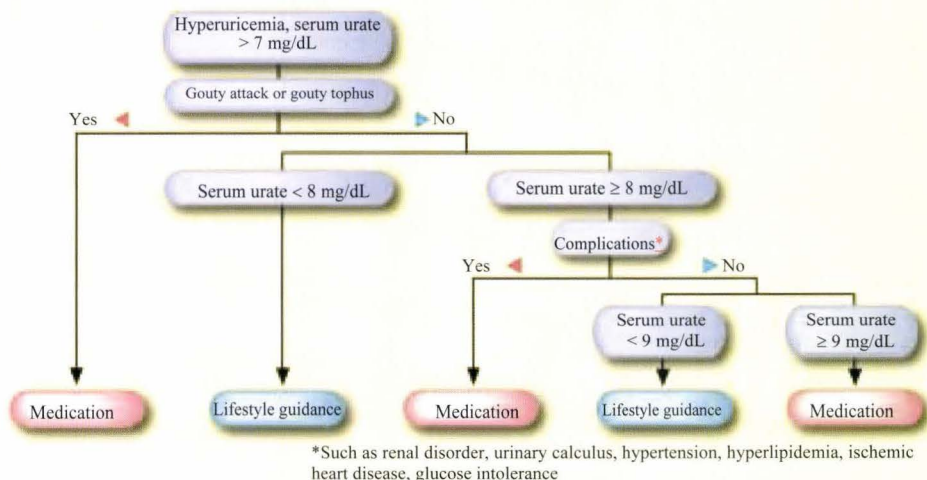 Hyperuricemia, serum urate
> 7 mg/dL
Gouty attack or gouty tophus
Yes
No
Serum urate < 8 mg/dL
Serum urate ≥ 8 mg/dL
Complications*
Yes
No
Serum urate
< 9 mg/dL
Serum urate
≥ 9 mg/dL
Medication
Lifestyle guidance
Medication
Lifestyle guidance
Medication
*Such as renal disorder, urinary calculus, hypertension, hyperlipidemia, ischemic
heart disease, glucose intolerance